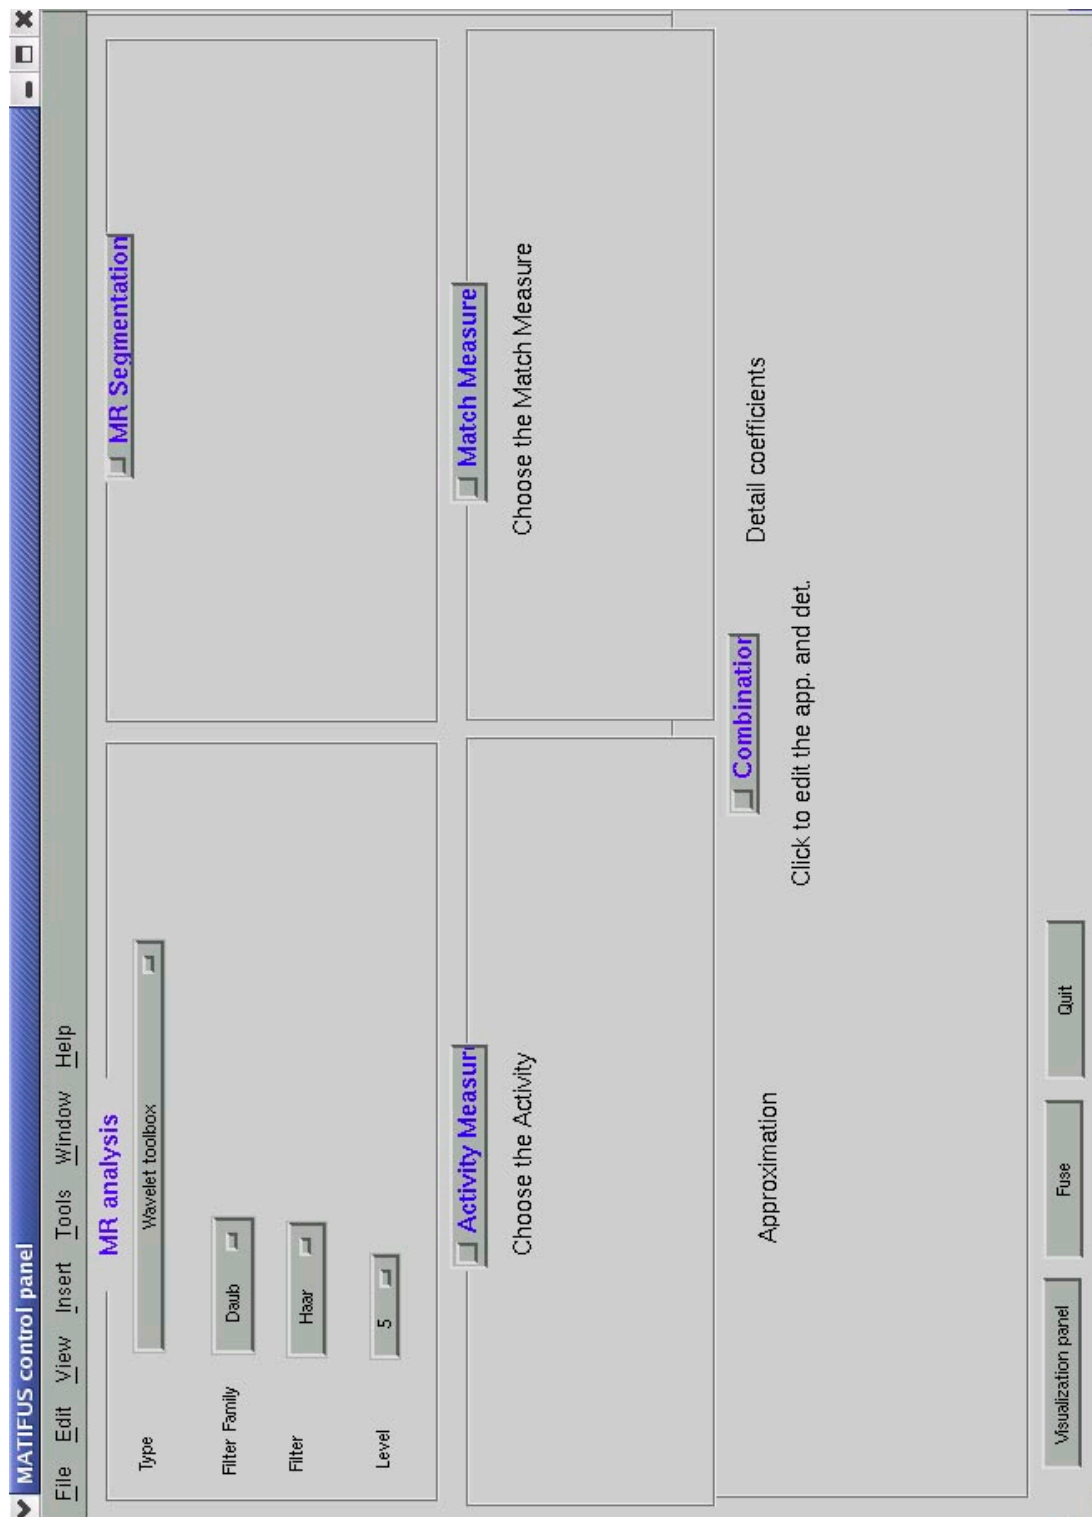 MATIFUS control panel
File Edit View Insert Tools Window Help
MR analysis
Type Wavelet toolbox
Filter Family Daub
Filter Haar
Level 5
MR Segmentation
Activity Measur
Choose the Activity
Match Measure
Choose the Match Measure
Combination
Approximation
Detail coefficients
Click to edit the app. and det.
Visualization panel Fuse Quit